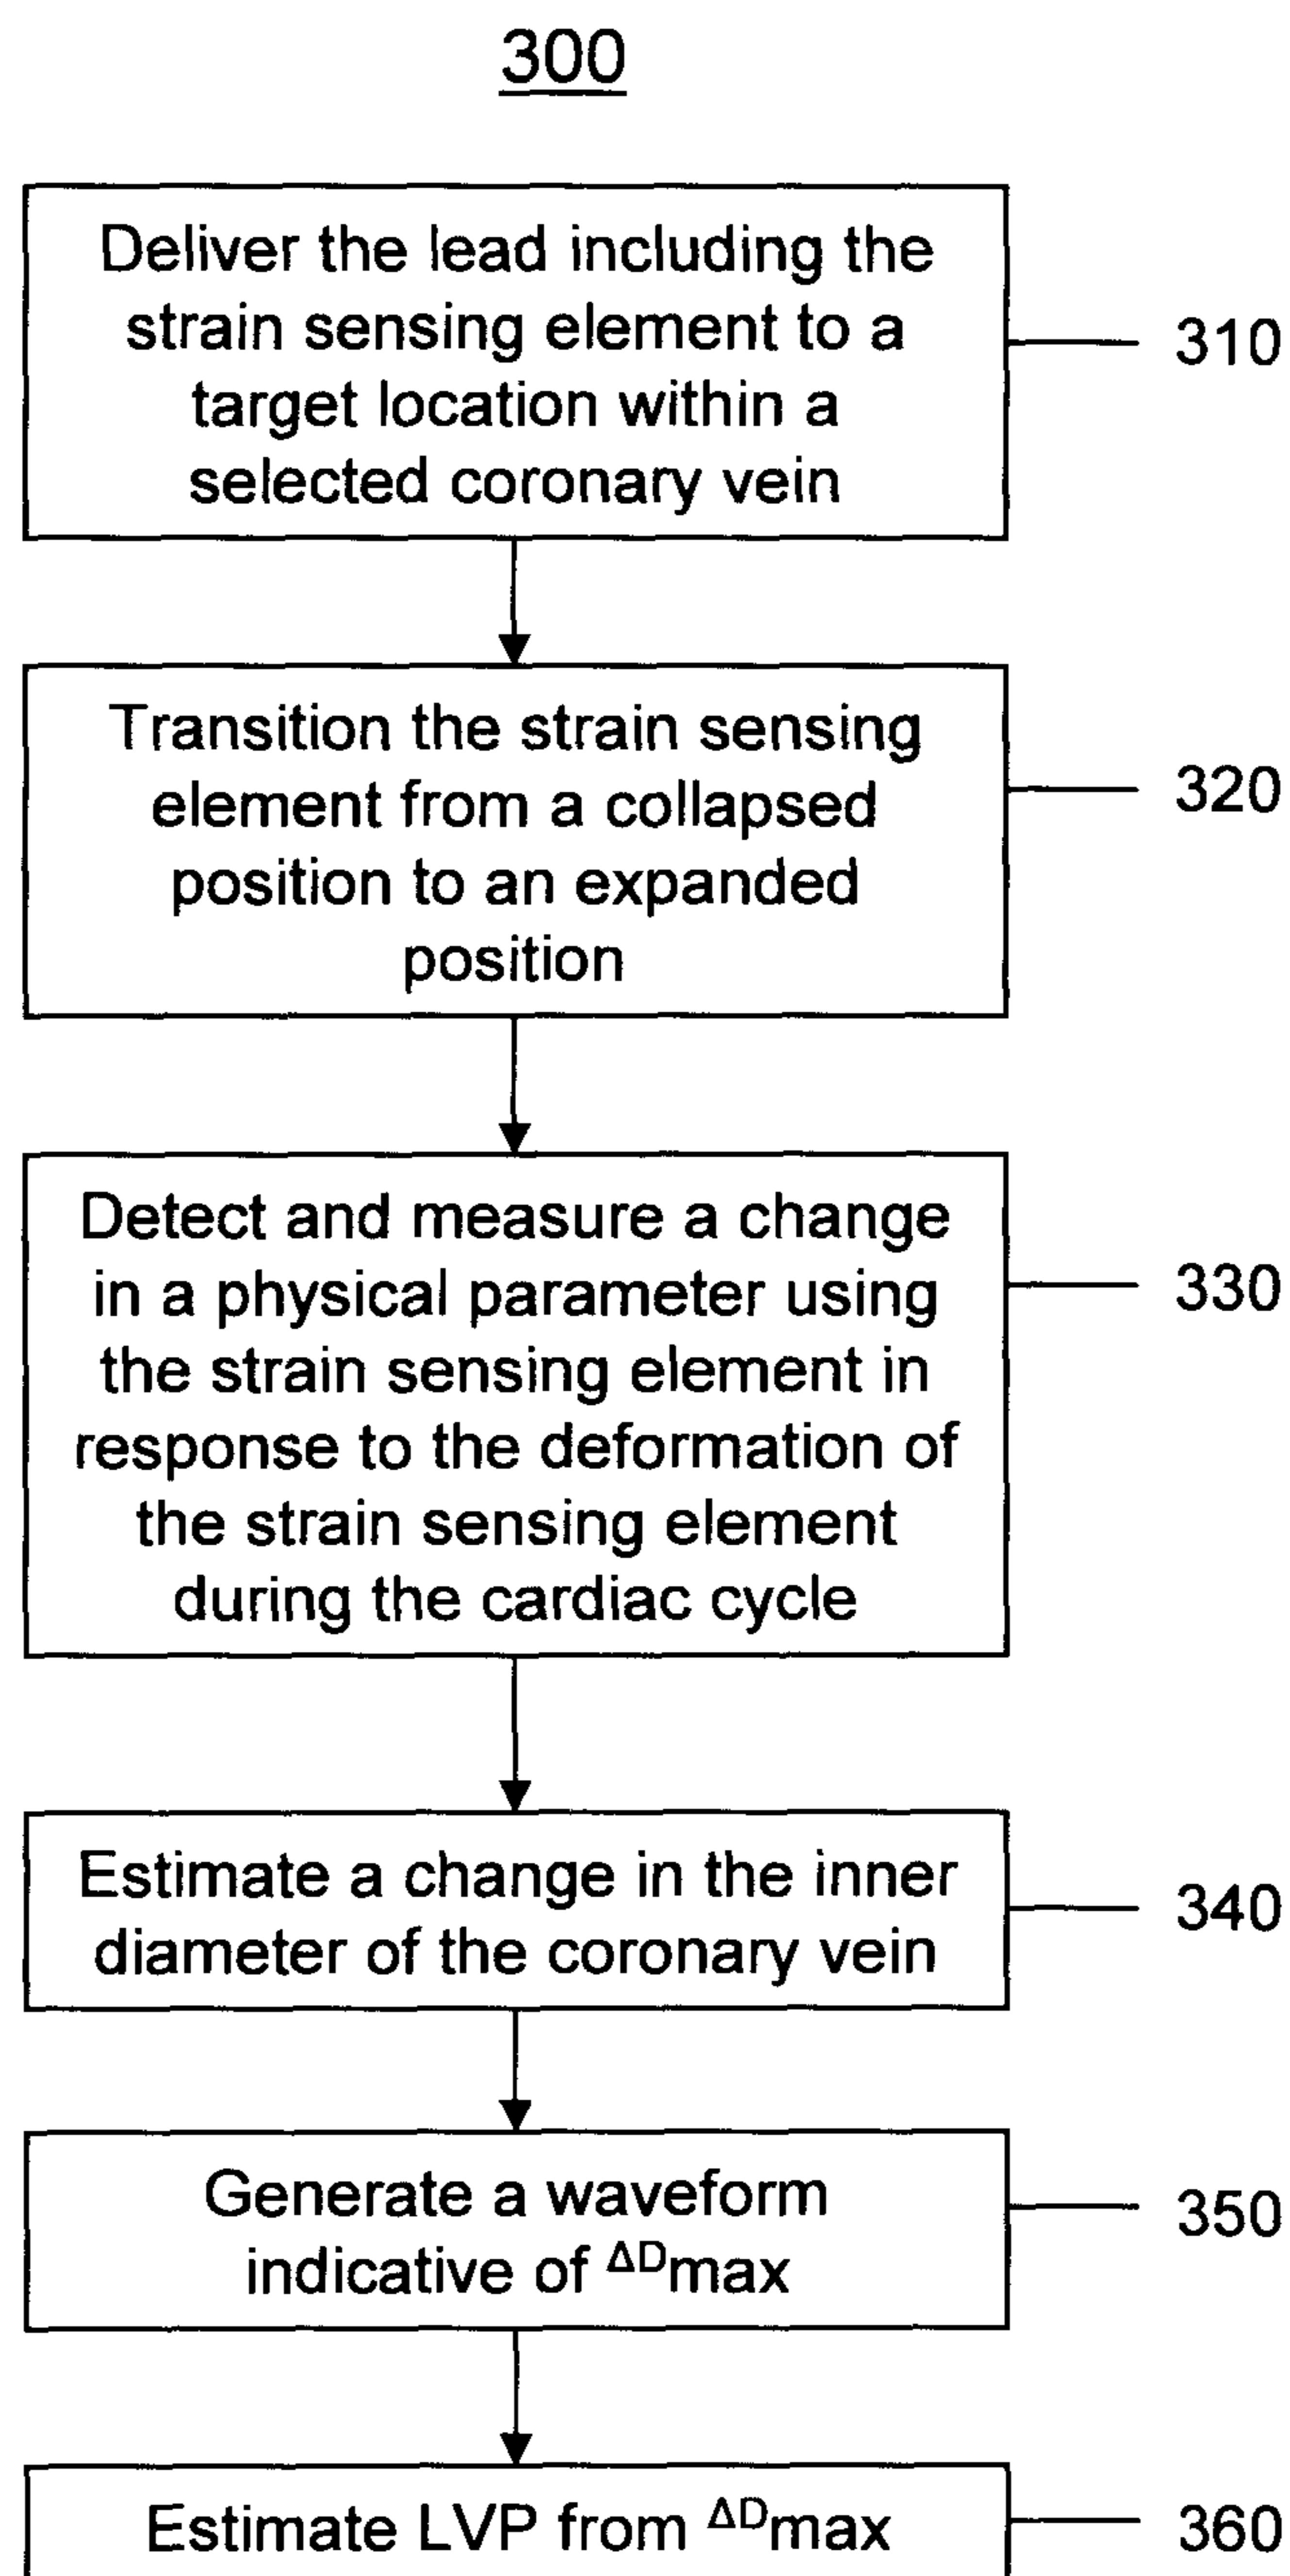 300
Deliver the lead including the
strain sensing element to a
target location within a
selected coronary vein
310
Transition the strain sensing
element from a collapsed
position to an expanded
position
320
Detect and measure a change
in a physical parameter using
the strain sensing element in
response to the deformation of
the strain sensing element
during the cardiac cycle
330
Estimate a change in the inner
diameter of the coronary vein
340
Generate a waveform
indicative of ΔDmax
350
Estimate LVP from ΔDmax
360